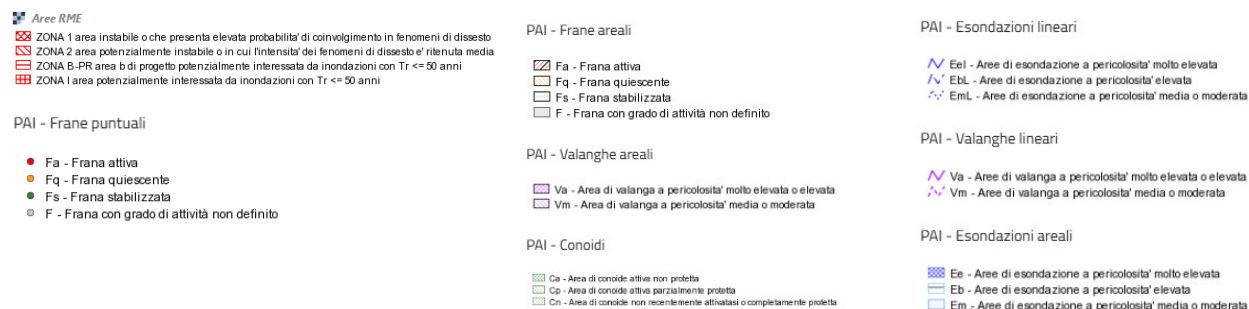 Aree RME
ZONA 1 area instabile o che presenta elevata probabilita' di coinvolgimento in fenomeni di dissesto
ZONA 2 area potenzialmente instabile o in cui l'intensita' dei fenomeni di dissesto e' ritenuta media
ZONA B-PR area b di progetto potenzialmente interessata da inondazioni con Tr <= 50 anni
ZONA I area potenzialmente interessata da inondazioni con Tr <= 50 anni
PAI - Frane puntuali
Fa - Frana attiva
Fq - Frana quiescente
Fs - Frana stabilizzata
F - Frana con grado di attività non definito
PAI - Frane areali
Fa - Frana attiva
Fq - Frana quiescente
Fs - Frana stabilizzata
F - Frana con grado di attività non definito
PAI - Valanghe areali
Va - Area di valanga a pericolosita' molto elevata o elevata
Vm - Area di valanga a pericolosita' media o moderata
PAI - Conoidi
Ca - Area di conoide attiva non protetta
Cp - Area di conoide attiva parzialmente protetta
Cn - Area di conoide non recentemente attivatasi o completamente protetta
PAI - Esondazioni lineari
EeI - Aree di esondazione a pericolosita' molto elevata
EbL - Aree di esondazione a pericolosita' elevata
EmL - Aree di esondazione a pericolosita' media o moderata
PAI - Valanghe lineari
Va - Aree di valanga a pericolosita' molto elevata o elevata
Vm - Aree di valanga a pericolosita' media o moderata
PAI - Esondazioni areali
Ee - Aree di esondazione a pericolosita' molto elevata
Eb - Aree di esondazione a pericolosita' elevata
Em - Aree di esondazione a pericolosita' media o moderata